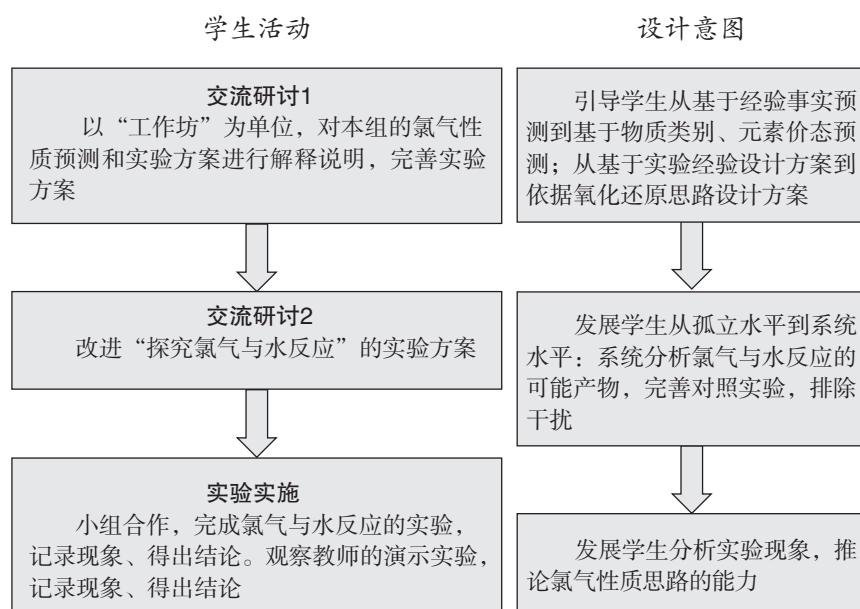 学生活动
交流研讨1
以“工作坊”为单位，对本组的氯气性
质预测和实验方案进行解释说明，完善实验
方案
交流研讨2
改进“探究氯气与水反应”的实验方案
实验实施
小组合作，完成氯气与水反应的实验，
记录现象、得出结论。观察教师的演示实验，
记录现象、得出结论
设计意图
引导学生从基于经验事实预
测到基于物质类别、元素价态预
测；从基于实验经验设计方案到
依据氧化还原思路设计方案
发展学生从孤立水平到系统
水平：系统分析氯气与水反应的
可能产物，完善对照实验，排除
干扰
发展学生分析实验现象，推
论氯气性质思路的能力